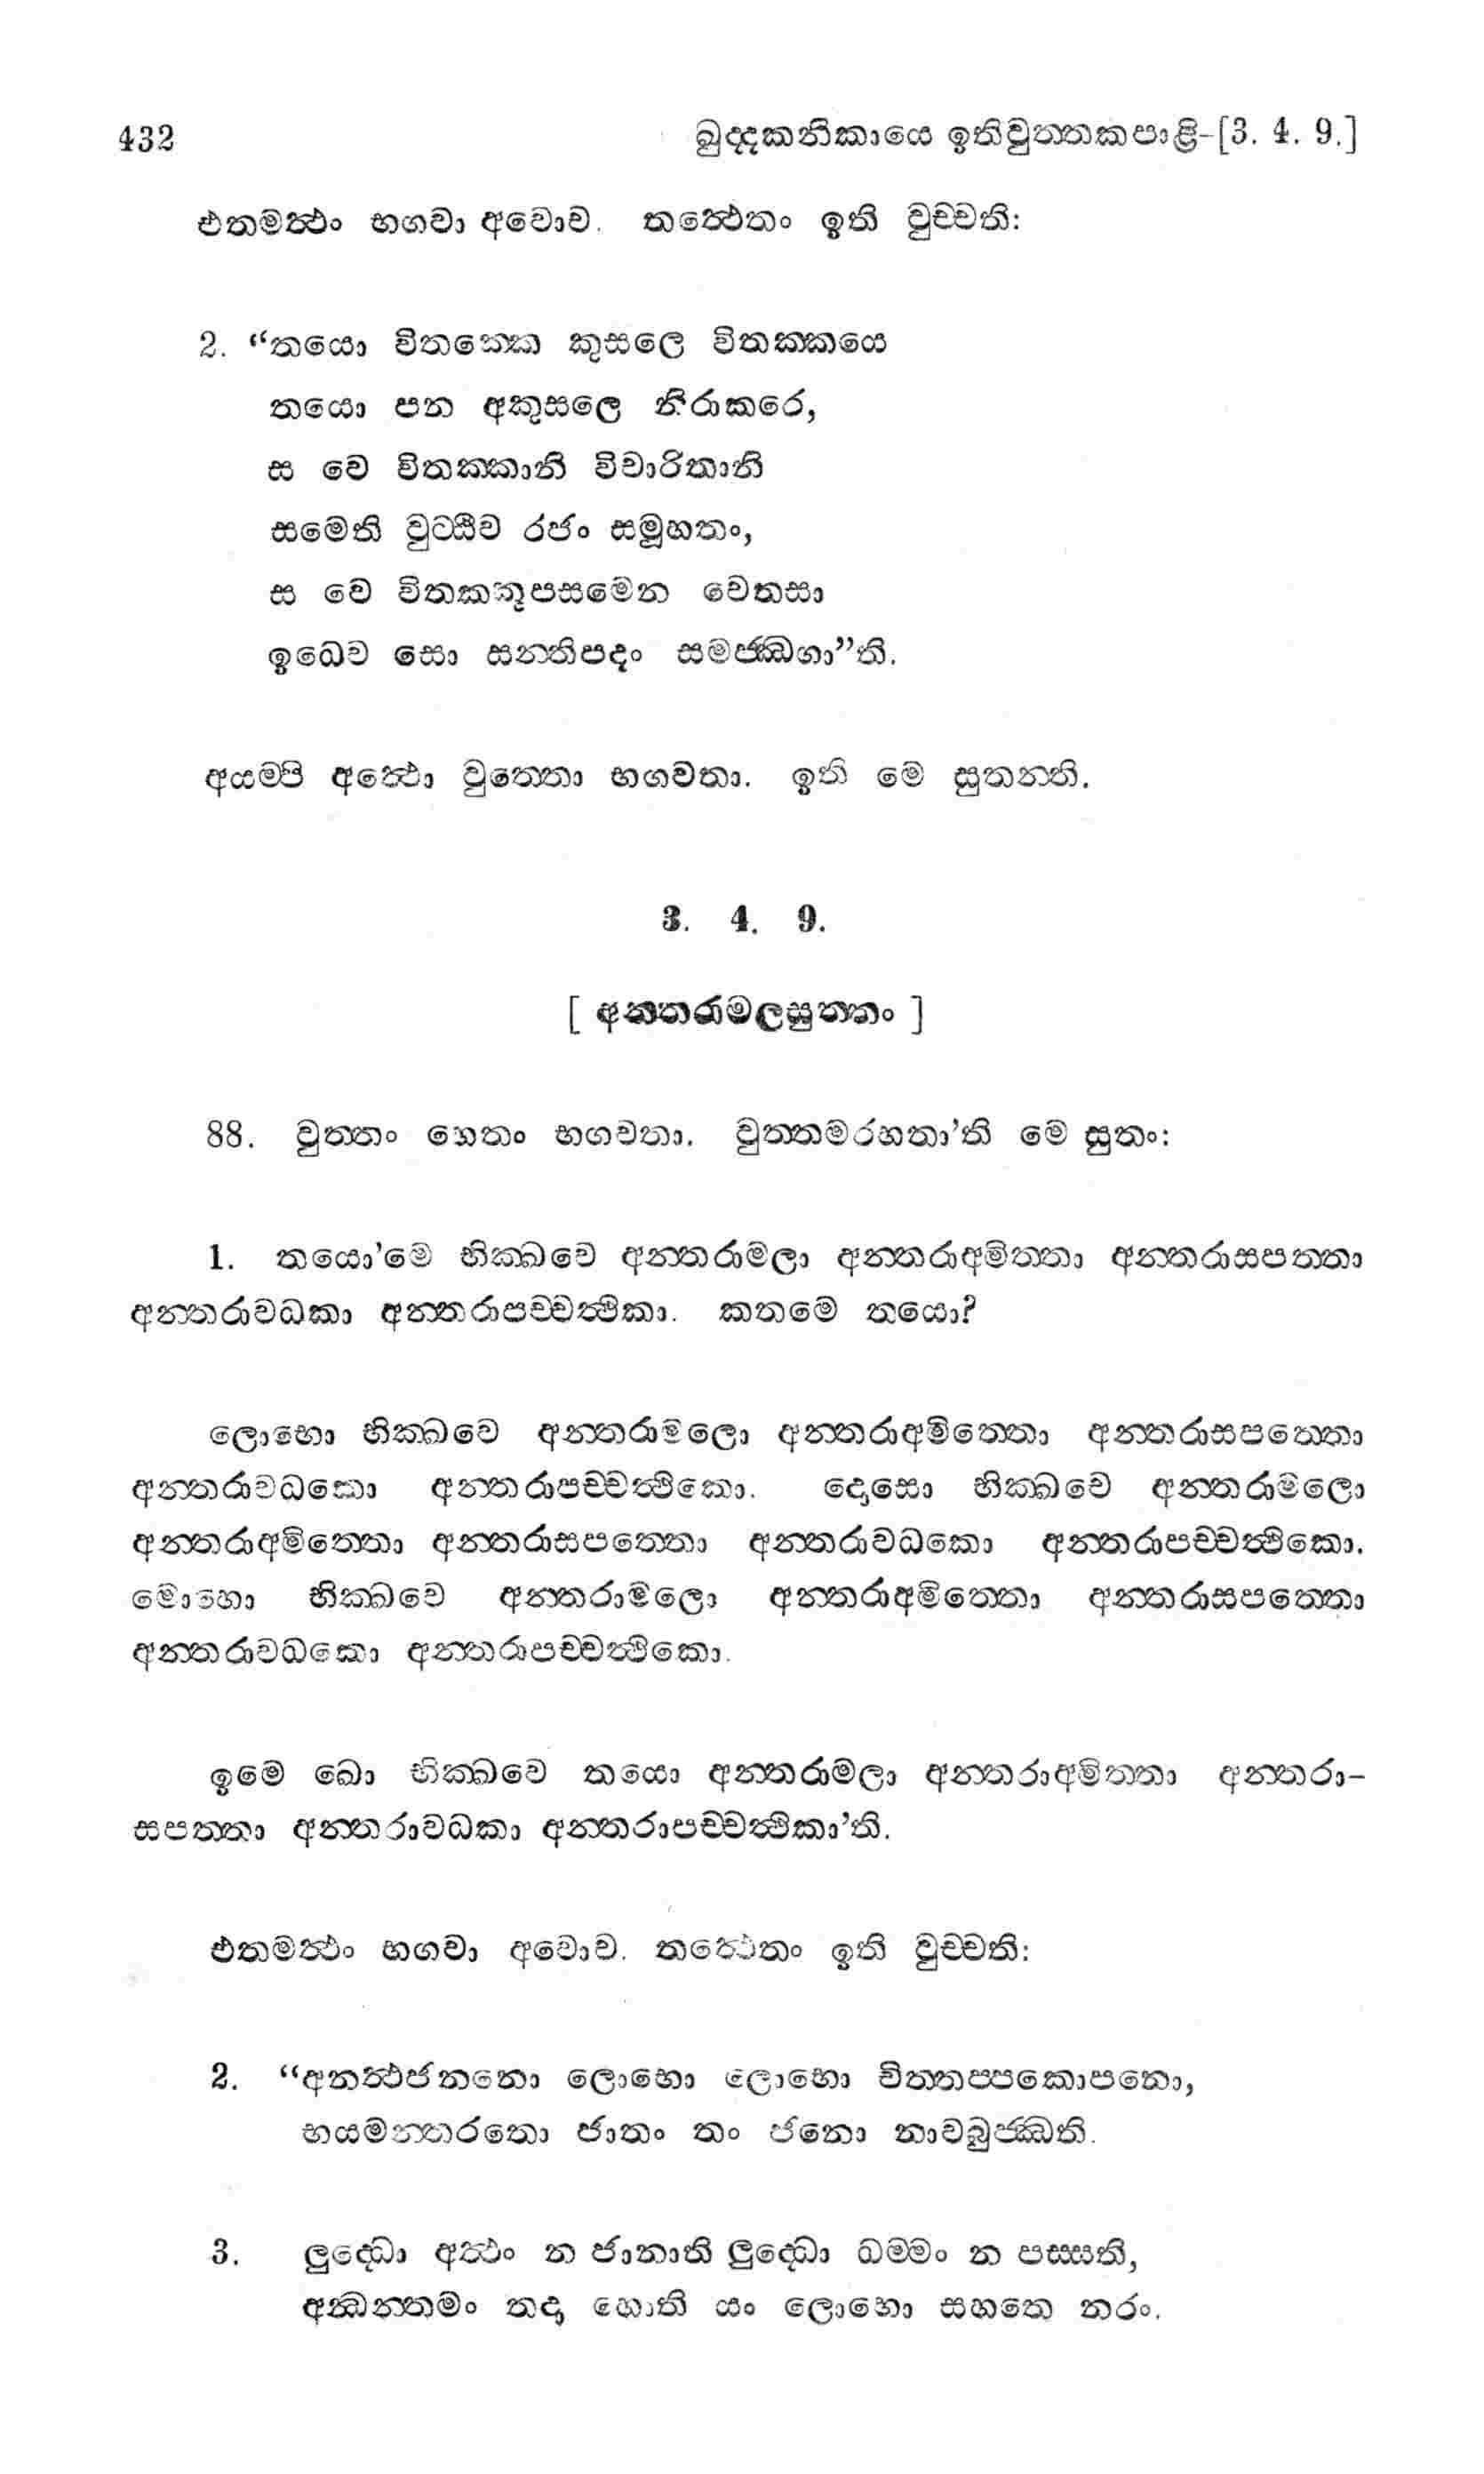 432 ඛුද්දකනිකායෙ ඉතිවුත්තකපාළි-[3. 4. 9.]
එතමත්ථං භගවා අවොච. තත්ථෙතං ඉති වුච්චති:
2. “තයො විතක්කෙ කුසලෙ විතක්කයෙ
තයො පන අකුසලෙ නිරාකරෙ,
ස වෙ විතක්කානි විචාරිතානි
සමෙති වුට්ඨීව රජං සමූහතං,
ස වෙ විතක්කූපසමෙන චෙතසා
ඉධෙව සො සන්තිපදං සමජ්ඣගා”ති.
අයම්පි අත්ථො වුත්තො භගවතා. ඉති මෙ සුතන්ති.
3. 4. 9.
[ අන්තරාමලසුත්තං ]
88. වුත්තං හෙතං භගවතා. වුත්තමරහතා’ති මෙ සුතං:
1. තයො’මෙ භික්ඛවෙ අන්තරාමලා අන්තරාඅමිත්තා අන්තරාසපත්තා
අන්තරාවධකා අන්තරාපච්චත්ථිකා. කතමෙ තයො?
ලොභො භික්ඛවෙ අන්තරාමලො අන්තරාඅමිත්තො අන්තරාසපත්තො
අන්තරාවධකො අන්තරාපච්චත්ථිකො. දොසො භික්ඛවෙ අන්තරාමලො
අන්තරාඅමිත්තො අන්තරාසපත්තො අන්තරාවධකො අන්තරාපච්චත්ථිකො.
මොහො භික්ඛවෙ අන්තරාමලො අන්තරාඅමිත්තො අන්තරාසපත්තො
අන්තරාවධකො අන්තරාපච්චත්ථිකො.
ඉමෙ ඛො භික්ඛවෙ තයො අන්තරාමලා අන්තරාඅමිත්තා අන්තරා-
සපත්තා අන්තරාවධකා අන්තරාපච්චත්ථිකා’ති.
එතමත්ථං භගවා අවොච. තත්ථෙතං ඉති වුච්චති:
2. “අනත්ථජනනො ලොභො ලොභො චිත්තප්පකොපනො,
භයමන්තරතො ජාතං තං ජනො නාවබුජ්ඣති.
3. ලුද්ධො අත්ථං න ජානාති ලුද්ධො ධම්මං න පස්සති,
අන්ධන්තමං තදා හොති යං ලොභො සහතෙ නරං.